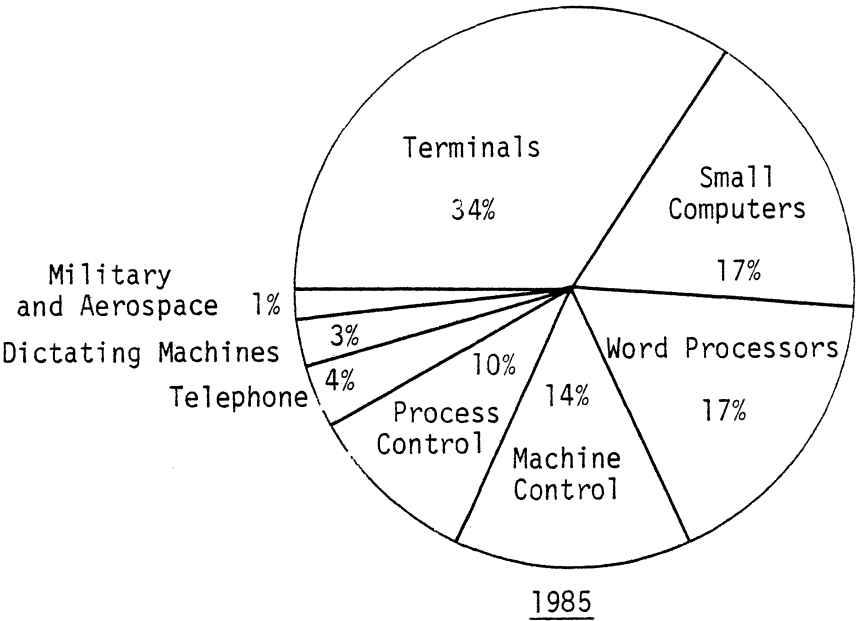 Terminals
34%
Small
Computers
17%
Word Processors
17%
14%
Machine
Control
10%
Process
Control
4%
Telephone
3%
Dictating Machines
Military
and Aerospace 1%
1985